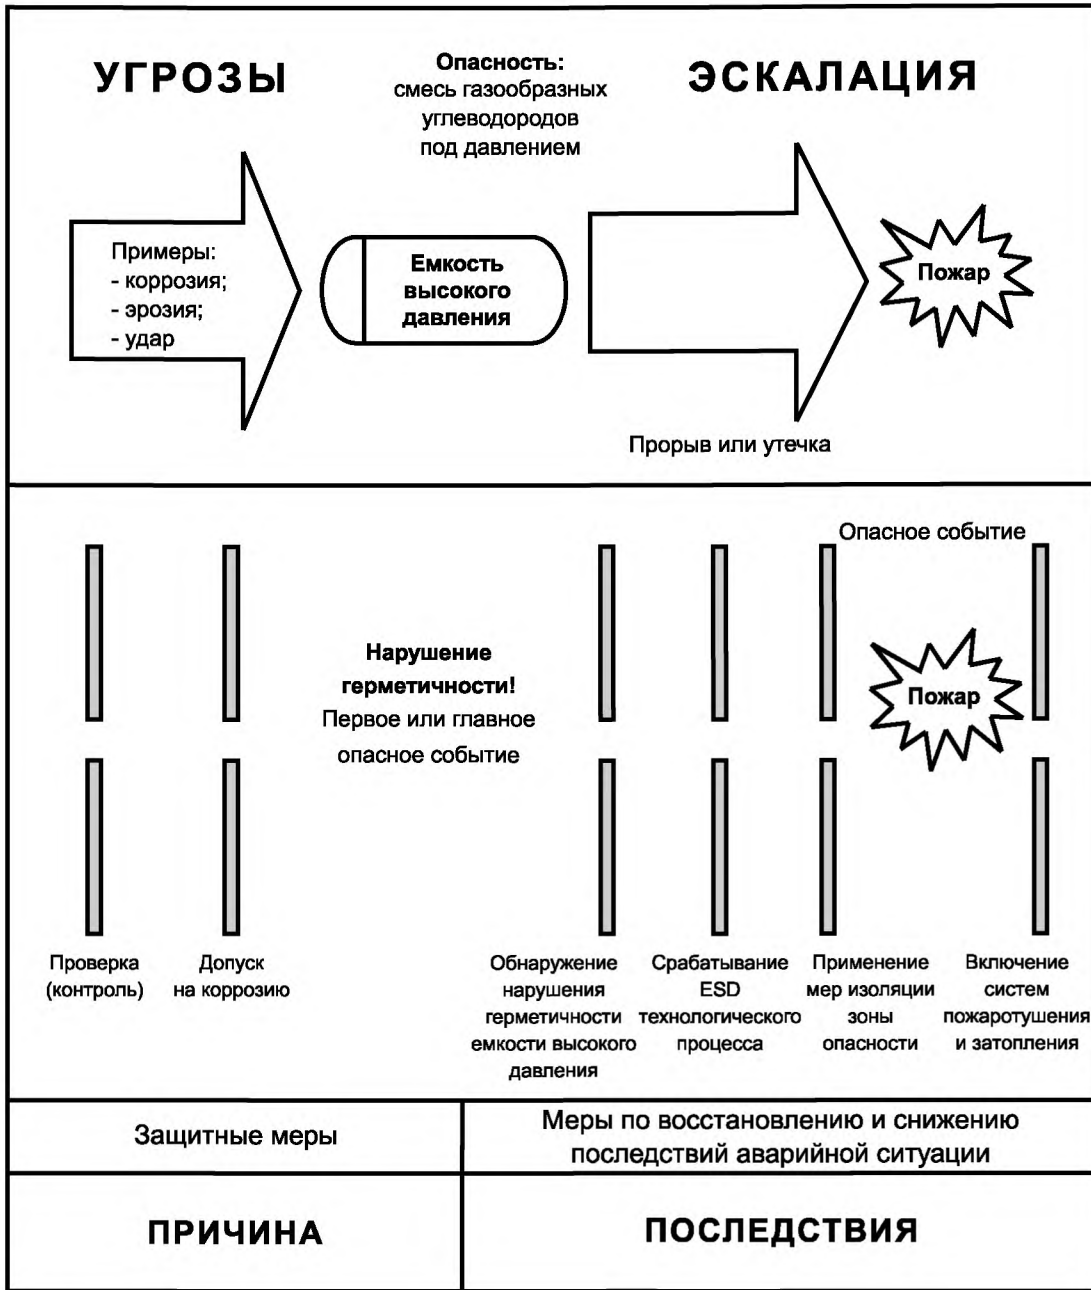 УГРОЗЫ
Опасность:
смесь газообразных
углеводородов
под давлением
ЭСКАЛАЦИЯ
Примеры:
- коррозия;
- эрозия;
- удар
Емкость
высокого
давления
Пожар
Прорыв или утечка
Опасное событие
Нарушение
герметичности!
Первое или главное
опасное событие
Пожар
Проверка
(контроль)
Допуск
на коррозию
Обнаружение
нарушения
герметичности
емкости высокого
давления
Срабатывание
ESD
технологического
процесса
Применение
мер изоляции
зоны
опасности
Включение
систем
пожаротушения
и затопления
Защитные меры
Меры по восстановлению и снижению
последствий аварийной ситуации
ПРИЧИНА
ПОСЛЕДСТВИЯ